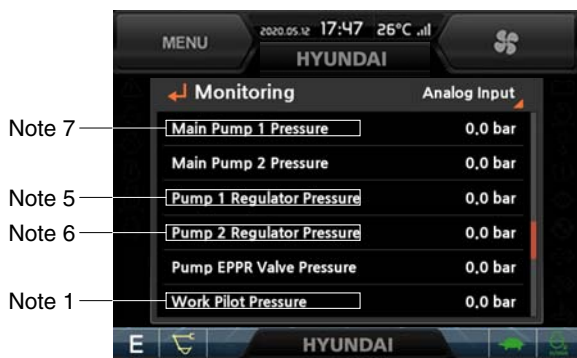 2020.05.12 17:47 26°C
MENU
HYUNDAI
Monitoring Analog Input
Note 7 Main Pump 1 Pressure 0.0 bar
Main Pump 2 Pressure 0.0 bar
Note 5 Pump 1 Regulator Pressure 0.0 bar
Note 6 Pump 2 Regulator Pressure 0.0 bar
Pump EPPR Valve Pressure 0.0 bar
Note 1 Work Pilot Pressure 0.0 bar
E HYUNDAI